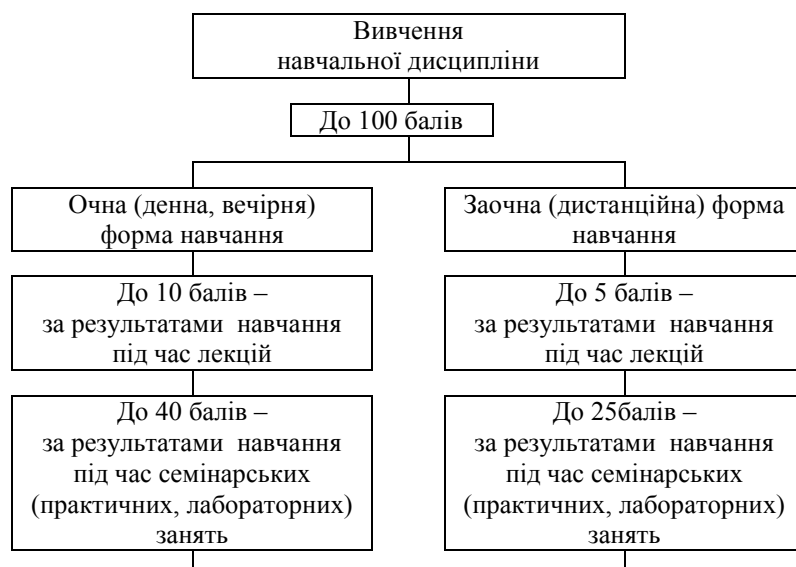 Вивчення
навчальної дисципліни
До 100 балів
Очна (денна, вечірня)
форма навчання
Заочна (дистанційна) форма
навчання
До 10 балів –
за результатами навчання
під час лекцій
До 5 балів –
за результатами навчання
під час лекцій
До 40 балів –
за результатами навчання
під час семінарських
(практичних, лабораторних)
занять
До 25балів –
за результатами навчання
під час семінарських
(практичних, лабораторних)
занять